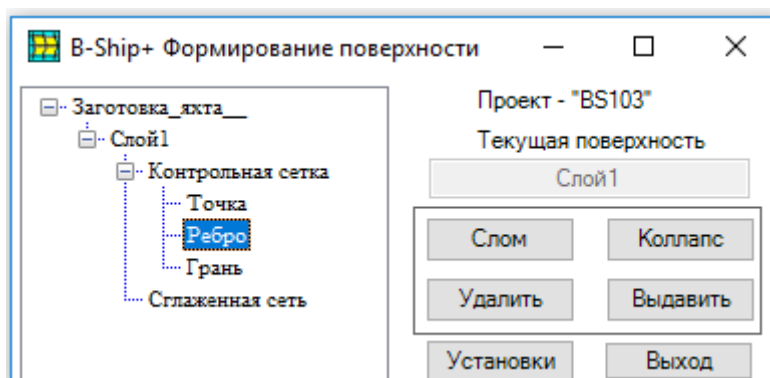 B-Ship+ Формирование поверхности
Заготовка_яхта__
Слой1
Контрольная сетка
Точка
Ребро
Грань
Сглаженная сеть
Проект - "BS103"
Текущая поверхность
Слой1
Слом Коллапс
Удалить Выдавить
Установки Выход